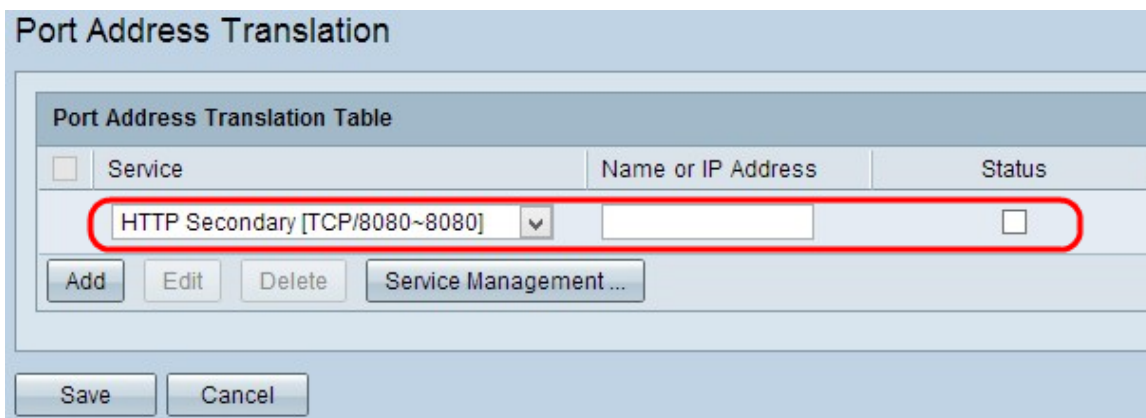 Port Address Translation
Port Address Translation Table
Service Name or IP Address Status
HTTP Secondary [TCP/8080~8080]
Add Edit Delete Service Management ...
Save Cancel